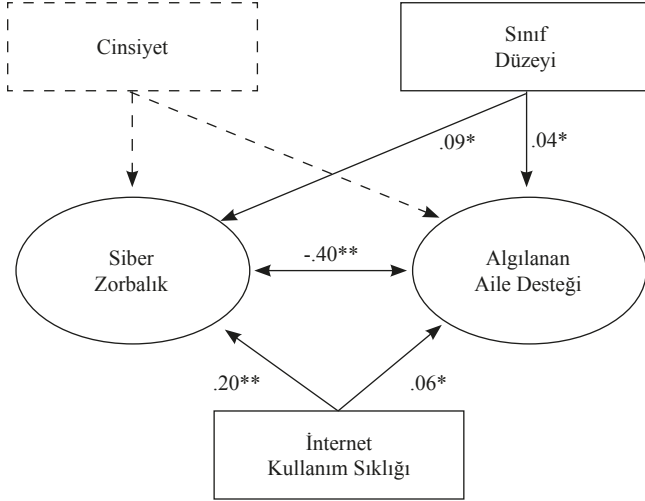 Cinsiyet
Sınıf
Düzeyi
.09*
.04*
Siber
Zorbalık
-.40**
Algılanan
Aile Desteği
.20**
.06*
İnternet
Kullanım Sıklığı